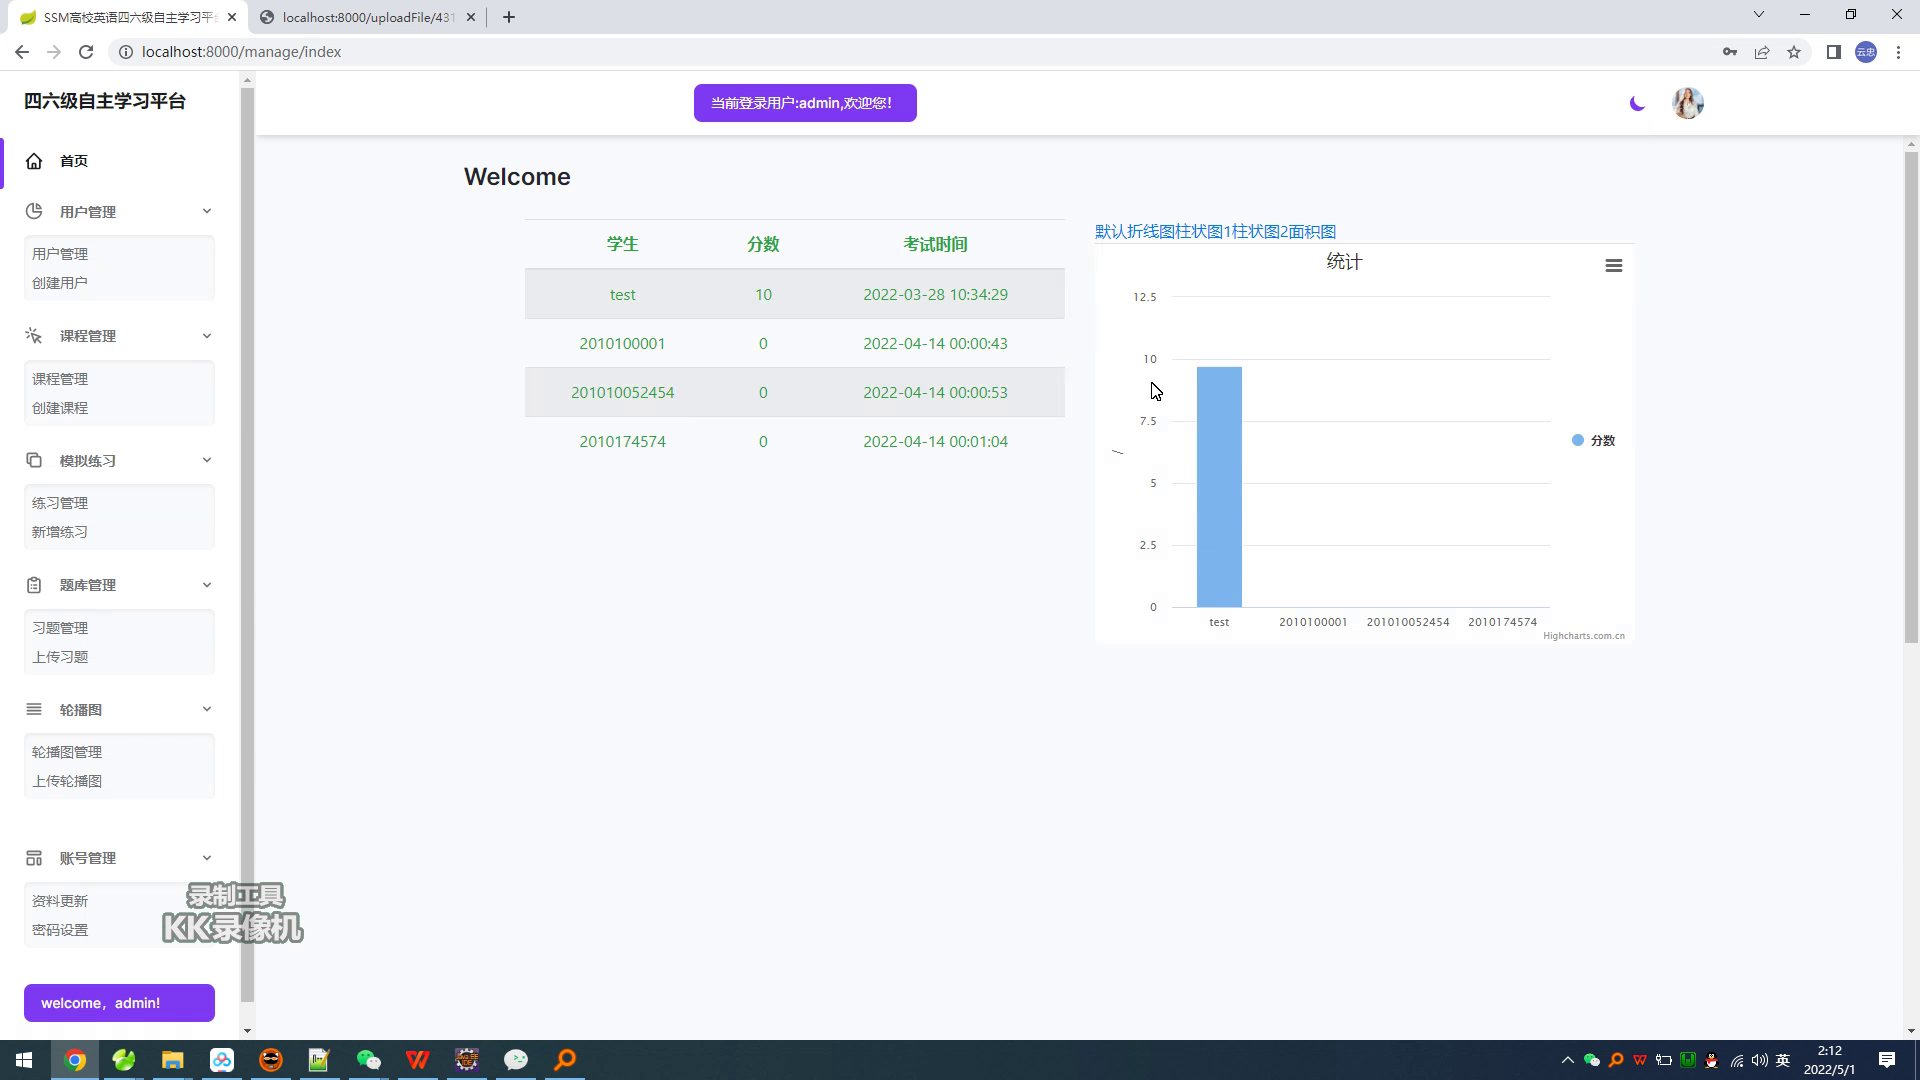 SSM高校英语四六级自主学习平台
localhost:8000/uploadFile/431
localhost:8000/manage/index
云忠
四六级自主学习平台
当前登录用户:admin,欢迎您!
首页
用户管理
用户管理
创建用户
课程管理
课程管理
创建课程
模拟练习
练习管理
新增练习
题库管理
习题管理
上传习题
轮播图
轮播图管理
上传轮播图
账号管理
资料更新
密码设置
录制工具
KK录像机
welcome，admin!
Welcome
学生 分数 考试时间
test 10 2022-03-28 10:34:29
2010100001 0 2022-04-14 00:00:43
201010052454 0 2022-04-14 00:00:53
2010174574 0 2022-04-14 00:01:04
默认折线图柱状图1柱状图2面积图
统计
12.5
10
7.5
5
2.5
0
/
分数
test 2010100001 201010052454 2010174574
Highcharts.com.cn
英
2:12
2022/5/1